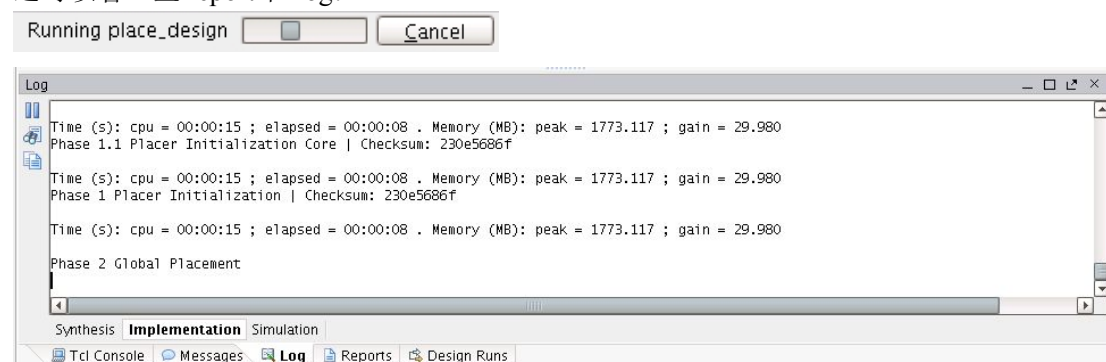 Running place_design Cancel
Log
Time (s): cpu = 00:00:15 ; elapsed = 00:00:08 . Memory (MB): peak = 1773.117 ; gain = 29.980
Phase 1.1 Placer Initialization Core | Checksum: 230e5686f
Time (s): cpu = 00:00:15 ; elapsed = 00:00:08 . Memory (MB): peak = 1773.117 ; gain = 29.980
Phase 1 Placer Initialization | Checksum: 230e5686f
Time (s): cpu = 00:00:15 ; elapsed = 00:00:08 . Memory (MB): peak = 1773.117 ; gain = 29.980
Phase 2 Global Placement
Synthesis Implementation Simulation
Tcl Console Messages Log Reports Design Runs